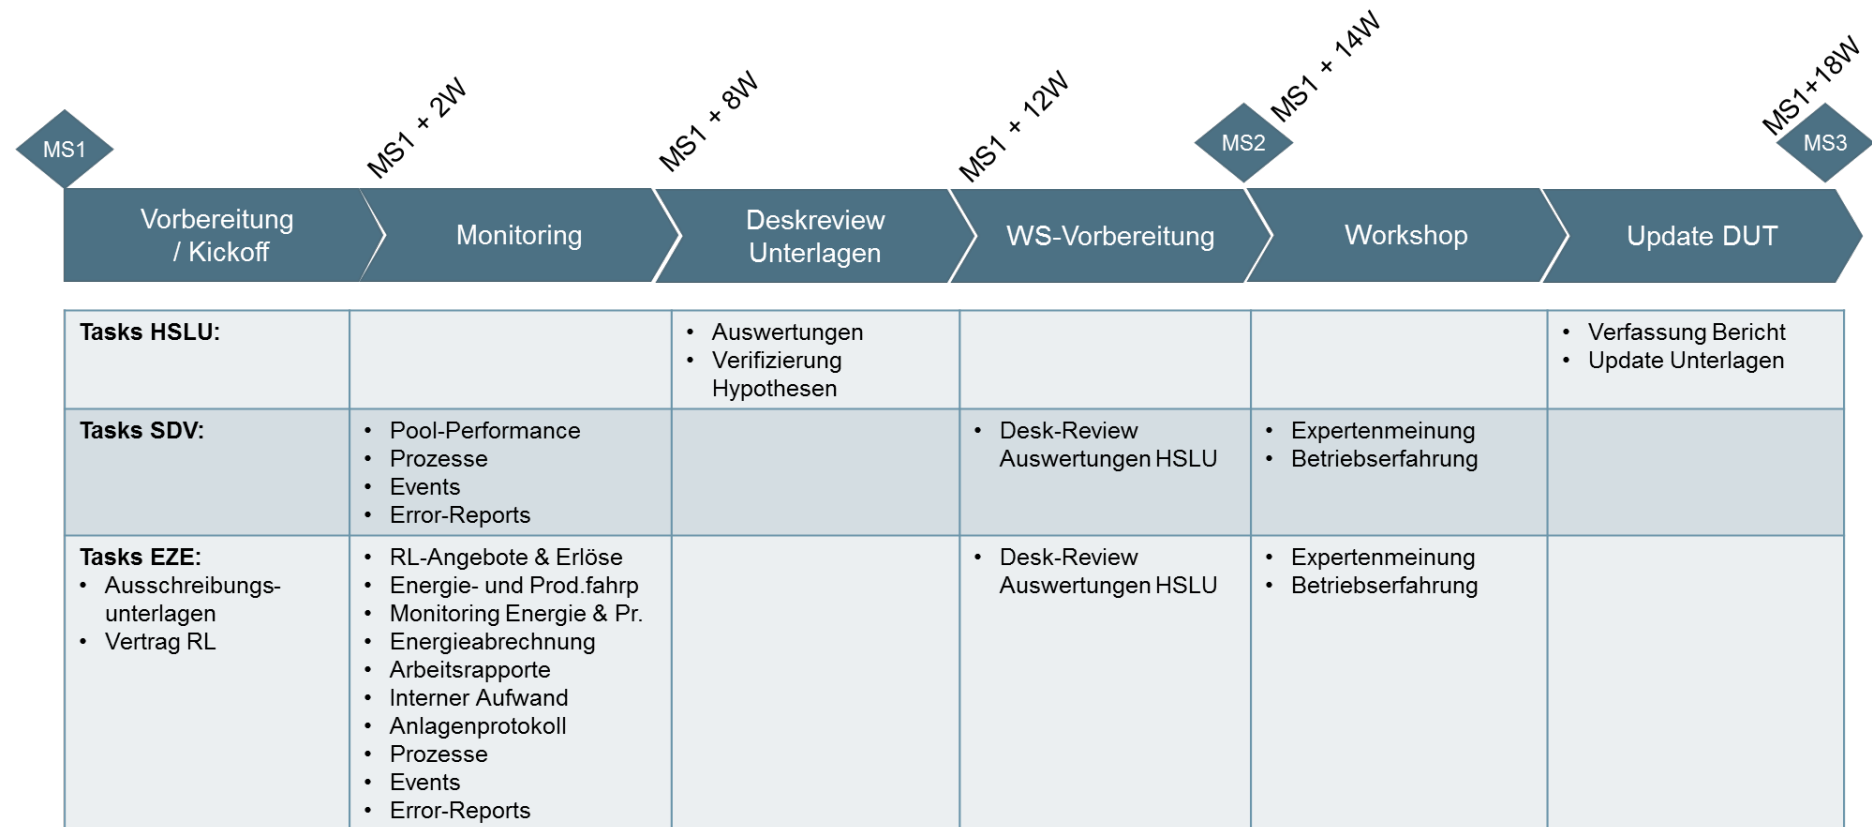 MS1
MS1 + 2W
MS1 + 8W
MS1 + 12W
MS2
MS1 + 14W
MS1+18W
MS3
Vorbereitung
/ Kickoff
Monitoring
Deskreview
Unterlagen
WS-Vorbereitung
Workshop
Update DUT
Tasks HSLU:
• Auswertungen
• Verifizierung
Hypothesen
• Verfassung Bericht
• Update Unterlagen
Tasks SDV:
• Pool-Performance
• Prozesse
• Events
• Error-Reports
• Desk-Review
Auswertungen HSLU
• Expertenmeinung
• Betriebserfahrung
Tasks EZE:
• Ausschreibungs-
unterlagen
• Vertrag RL
• RL-Angebote & Erlöse
• Energie- und Prod.fahrp
• Monitoring Energie & Pr.
• Energieabrechnung
• Arbeitsrapporte
• Interner Aufwand
• Anlagenprotokoll
• Prozesse
• Events
• Error-Reports
• Desk-Review
Auswertungen HSLU
• Expertenmeinung
• Betriebserfahrung